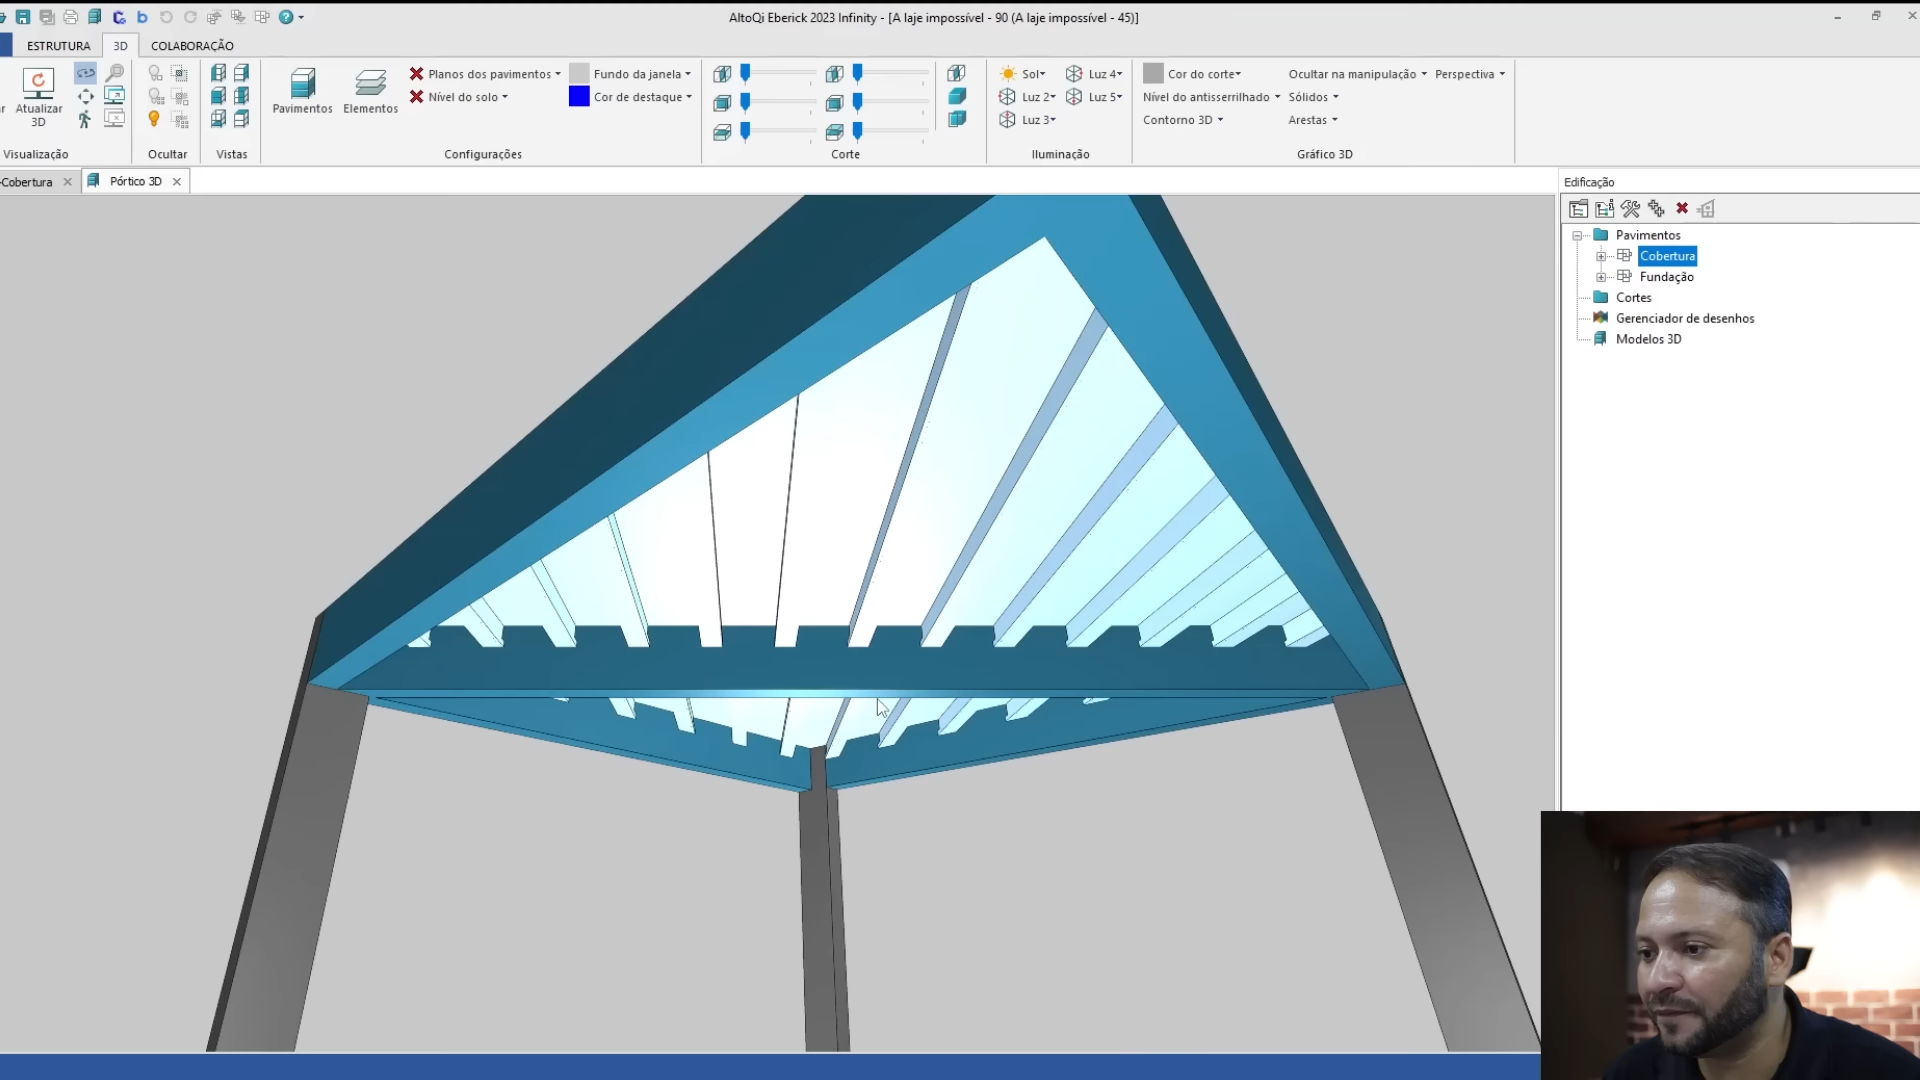 AltoQi Eberick 2023 Infinity - [A laje impossível - 90 (A laje impossível - 45)]
ESTRUTURA 3D COLABORAÇÃO
Atualizar 3D
Visualização
Ocultar
Vistas
Pavimentos
Elementos
Planos dos pavimentos
Nível do solo
Fundo da janela
Cor de destaque
Configurações
Corte
Sol
Luz 2
Luz 3
Luz 4
Luz 5
Iluminação
Cor do corte
Nível do antisserrilhado
Contorno 3D
Ocultar na manipulação
Sólidos
Arestas
Perspectiva
Gráfico 3D
-Cobertura
Pórtico 3D
Edificação
Pavimentos
Cobertura
Fundação
Cortes
Gerenciador de desenhos
Modelos 3D